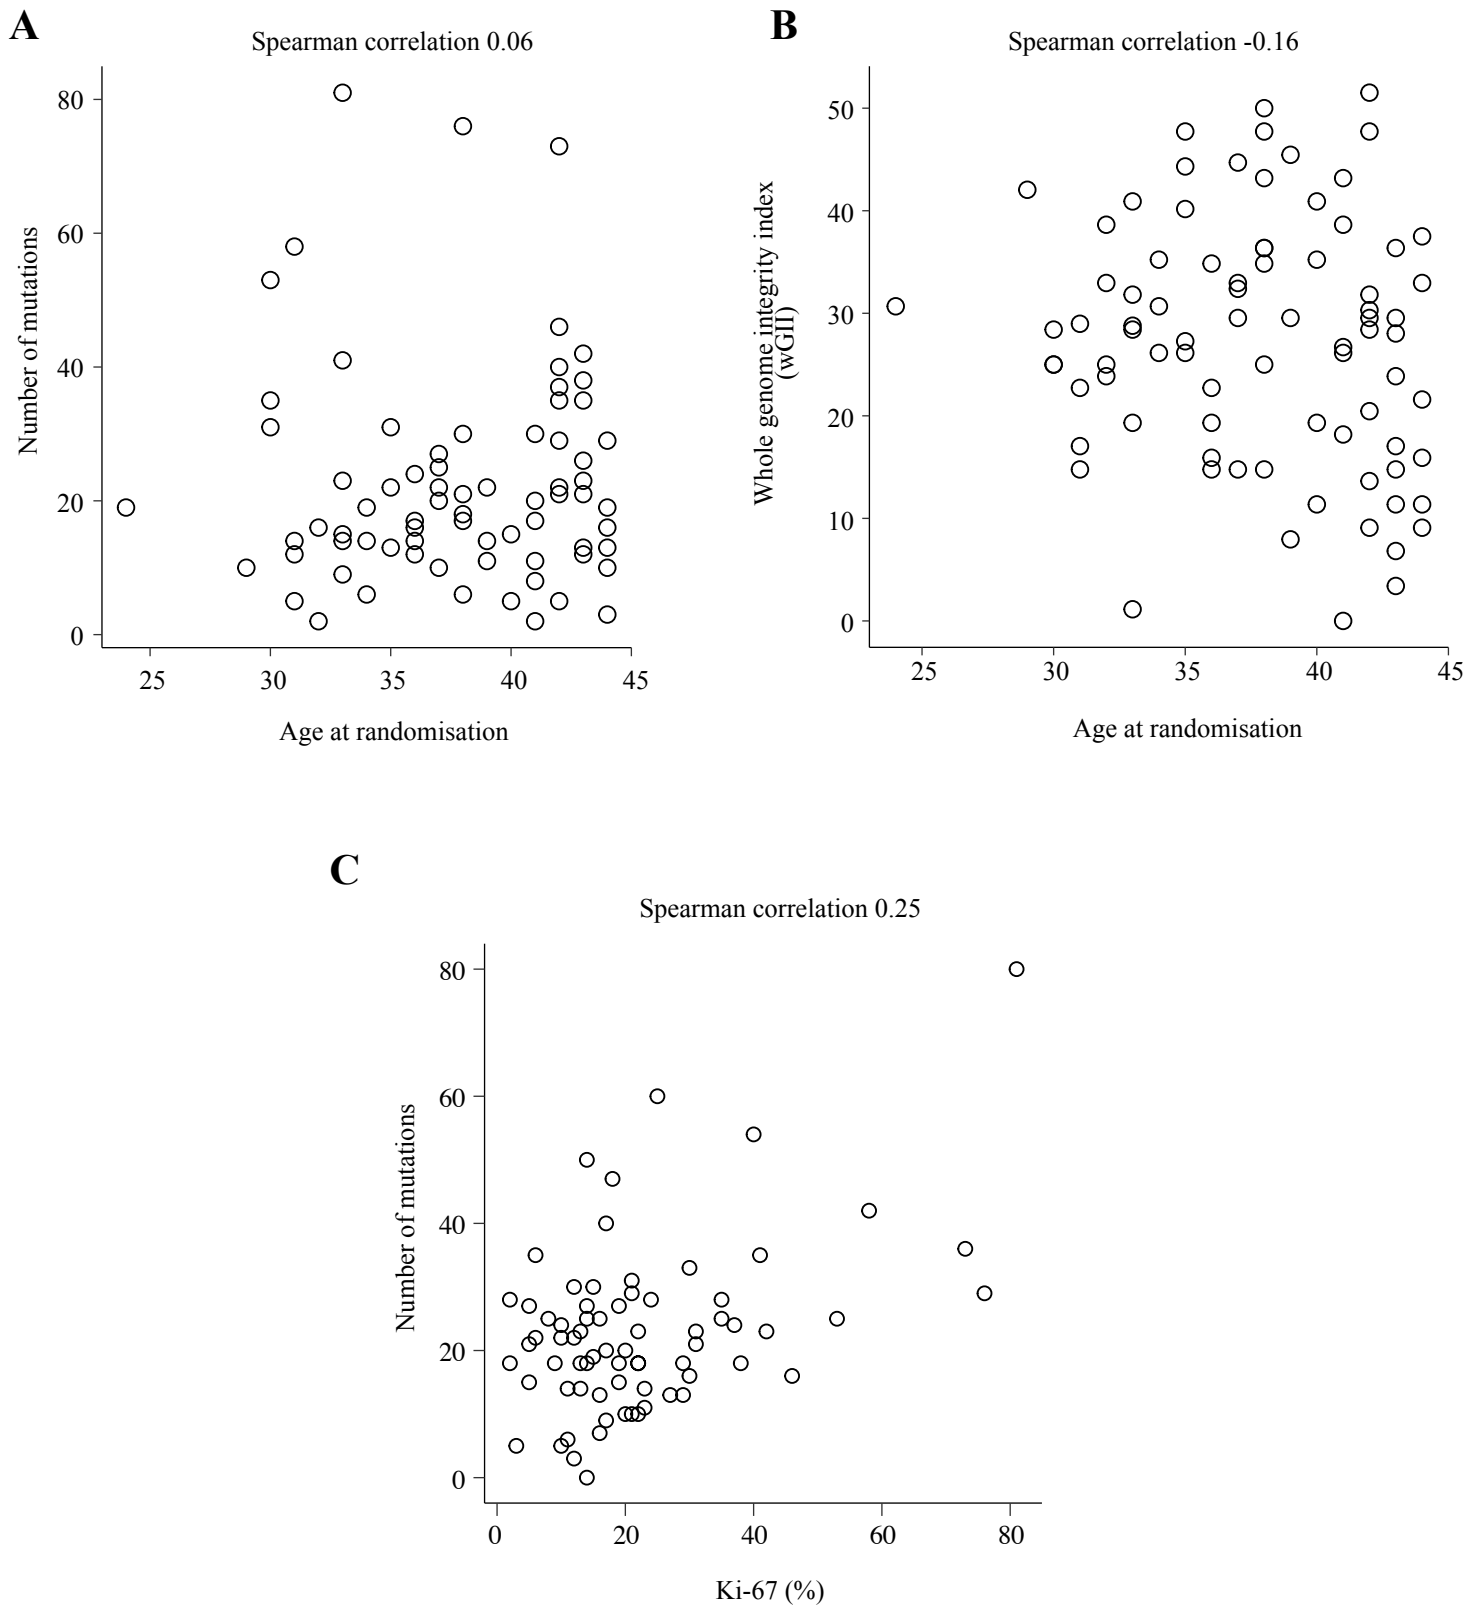 A
Spearman correlation 0.06
80
60
40
20
0
Number of mutations
25 30 35 40 45
Age at randomisation
B
Spearman correlation -0.16
50
40
30
20
10
0
Whole genome integrity index
(wGII)
25 30 35 40 45
Age at randomisation
C
Spearman correlation 0.25
80
60
40
20
0
Number of mutations
0 20 40 60 80
Ki-67 (%)